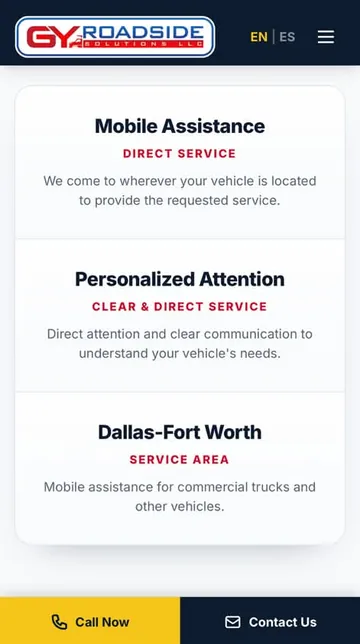 GY ROADSIDE
SOLUTIONS LLC
EN | ES
Mobile Assistance
DIRECT SERVICE
We come to wherever your vehicle is located
to provide the requested service.
Personalized Attention
CLEAR & DIRECT SERVICE
Direct attention and clear communication to
understand your vehicle's needs.
Dallas-Fort Worth
SERVICE AREA
Mobile assistance for commercial trucks and
other vehicles.
Call Now
Contact Us